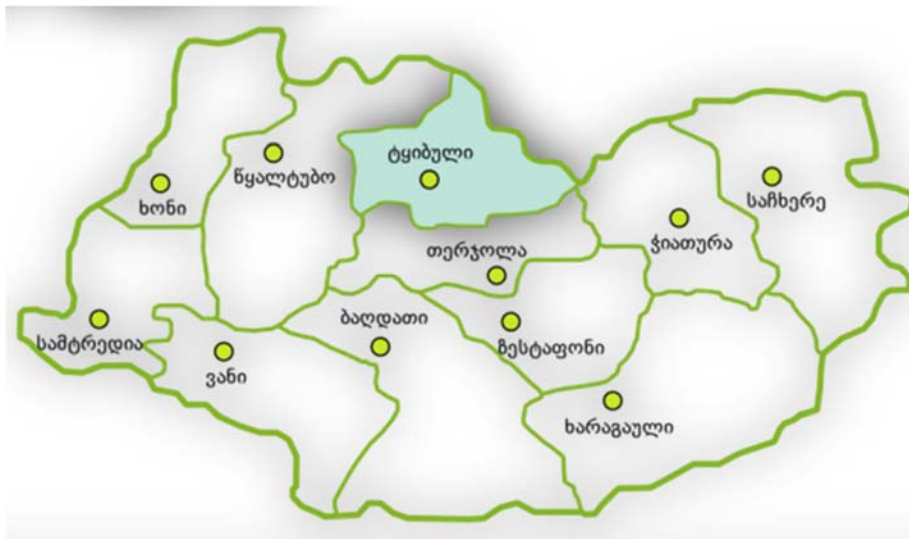 ტყიბული
წყალტუბო
საჩხერე
ხონი
ჭიათურა
თერჯოლა
ბაღდათი
სამტრედია
ზესტაფონი
ვანი
ხარაგაული